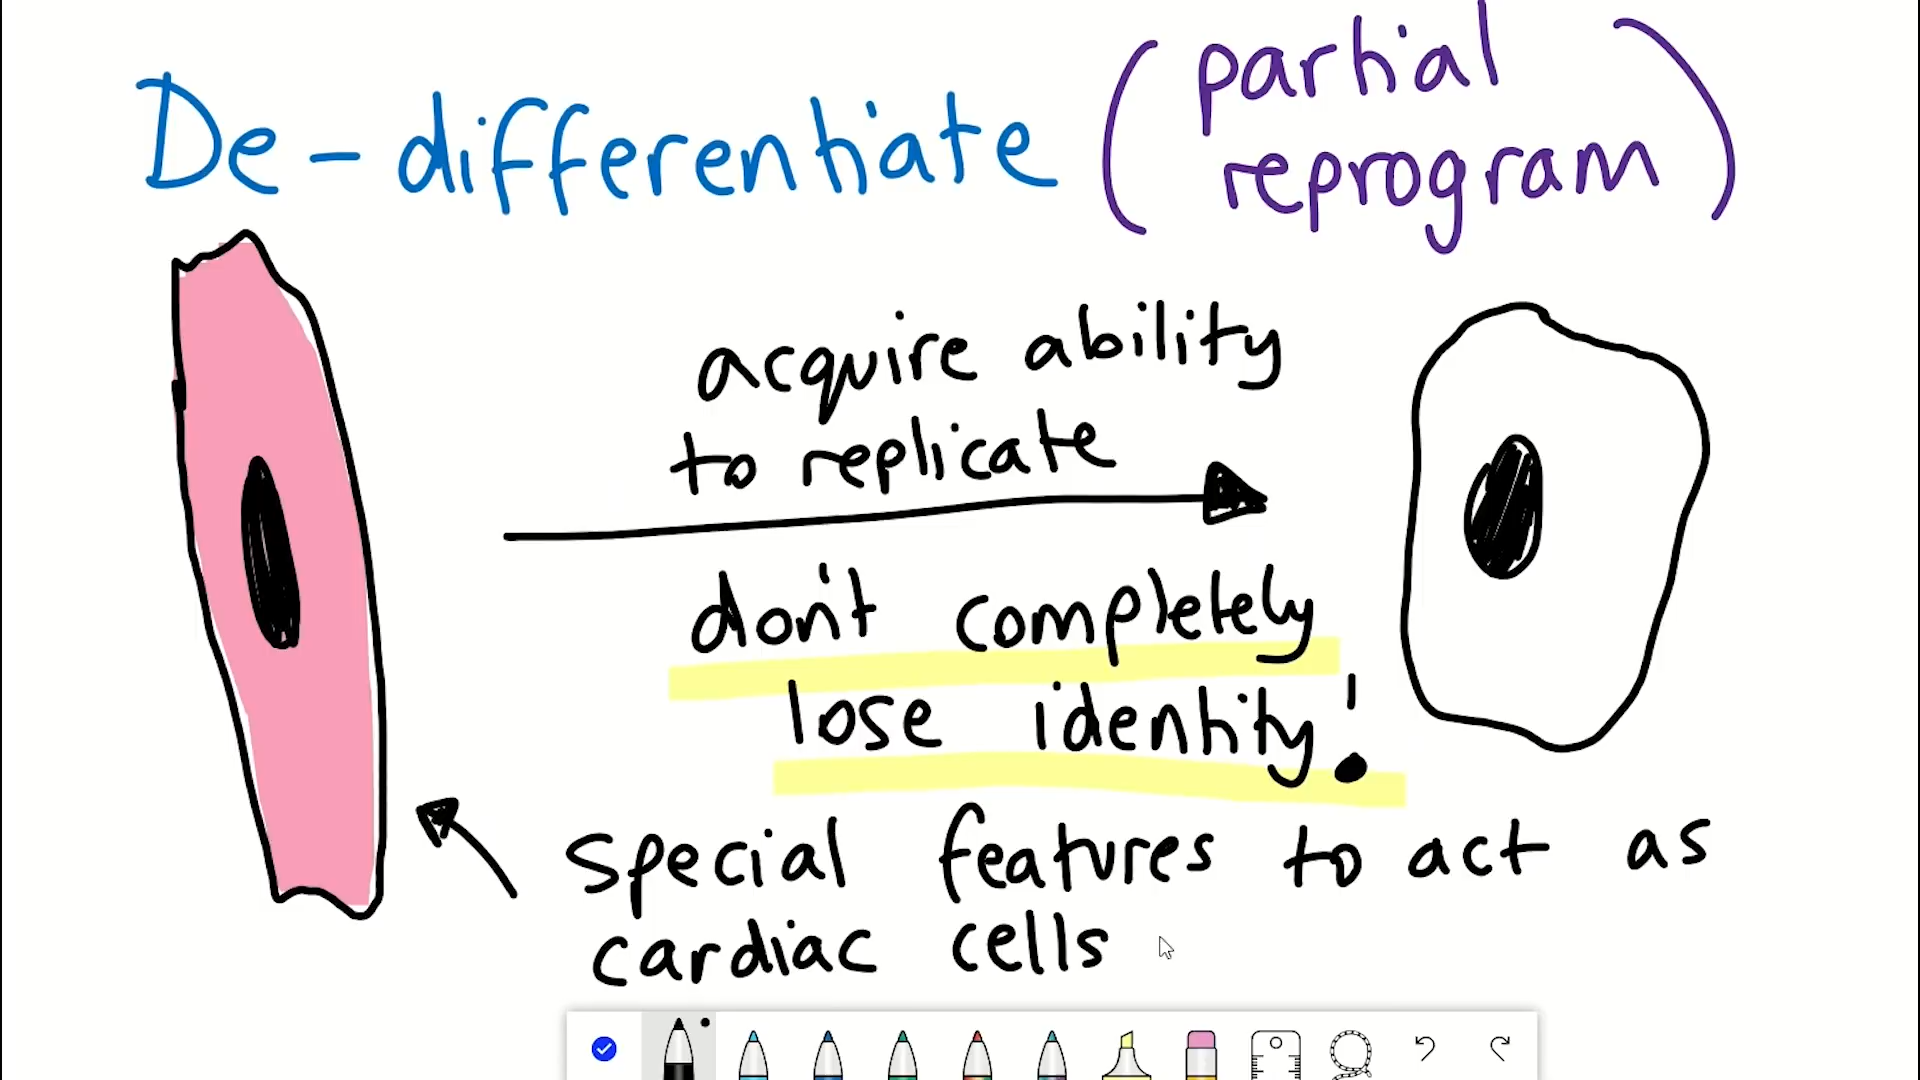 De-differentiate (partial
reprogram)
acquire ability
to replicate
don't completely
lose identity!
special features to act as
cardiac cells